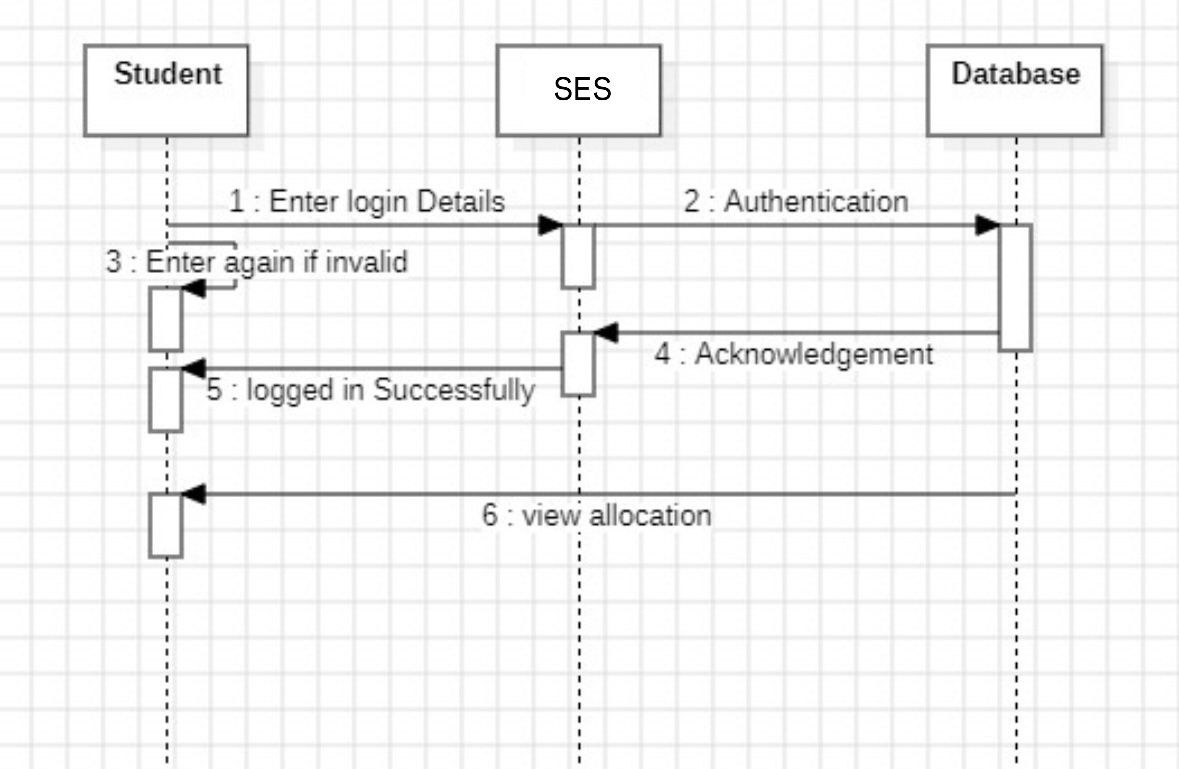 Student
SES
Database
1 : Enter login Details
2 : Authentication
3 : Enter again if invalid
4 : Acknowledgement
5 : logged in Successfully
6 : view allocation